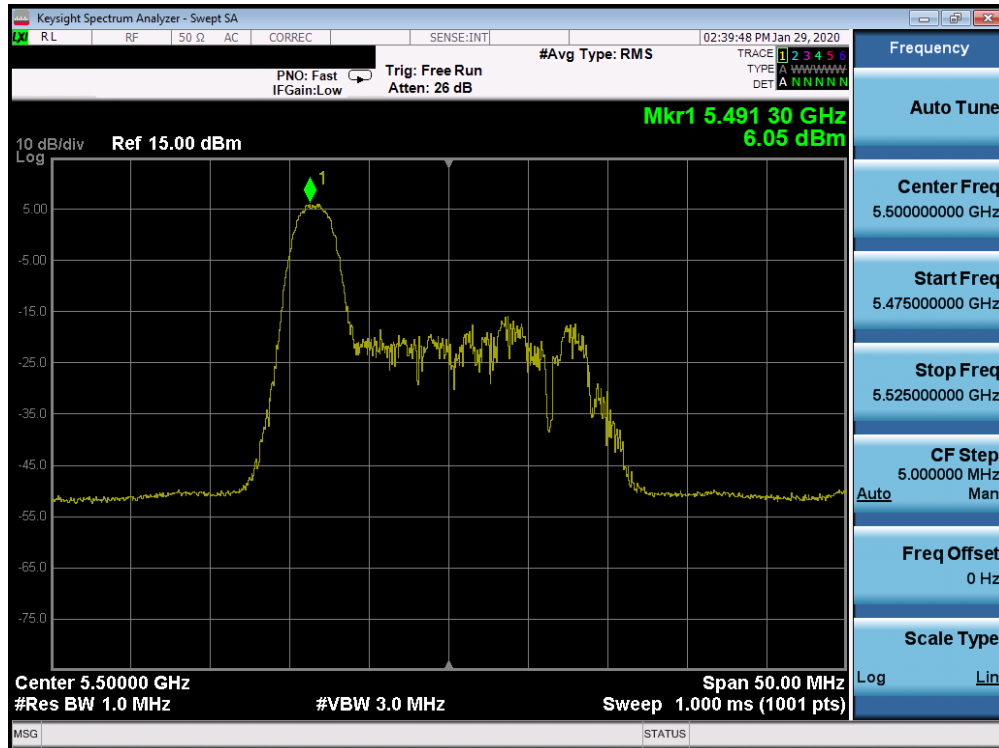 Keysight Spectrum Analyzer - Swept SA
LXI RL RF 50 Ω AC CORREC SENSE:INT 02:39:48 PM Jan 29, 2020
#Avg Type: RMS
TRACE 1 2 3 4 5 6
TYPE A WWWWW
DET A N N N N N
PNO: Fast
IFGain:Low
Trig: Free Run
Atten: 26 dB
Mkr1 5.491 30 GHz
6.05 dBm
10 dB/div Ref 15.00 dBm
Log
1
5.00
-5.00
-15.0
-25.0
-35.0
-45.0
-55.0
-65.0
-75.0
Center 5.50000 GHz
Span 50.00 MHz
#Res BW 1.0 MHz
#VBW 3.0 MHz
Sweep 1.000 ms (1001 pts)
MSG
STATUS
Frequency
Auto Tune
Center Freq
5.500000000 GHz
Start Freq
5.475000000 GHz
Stop Freq
5.525000000 GHz
CF Step
5.000000 MHz
Auto Man
Freq Offset
0 Hz
Scale Type
Log Lin